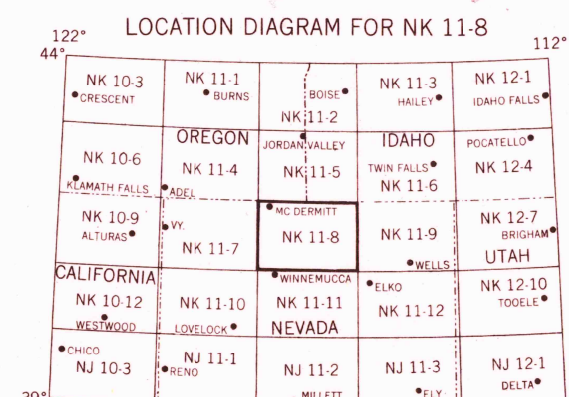 LOCATION DIAGRAM FOR NK 11-8
122°
112°
44°
NK 10-3
CRESCENT
NK 11-1
BURNS
BOISE
NK 11-2
NK 11-3
HAILEY
NK 12-1
IDAHO FALLS
OREGON
IDAHO
NK 10-6
KLAMATH FALLS
NK 11-4
ADEL
JORDAN VALLEY
NK 11-5
TWIN FALLS
NK 11-6
POCATELLO
NK 12-4
NK 10-9
ALTURAS
VY.
NK 11-7
MC DERMITT
NK 11-8
NK 11-9
WELLS
NK 12-7
BRIGHAM
UTAH
CALIFORNIA
NK 10-12
WESTWOOD
NK 11-10
LOVELOCK
WINNEMUCCA
NK 11-11
NEVADA
ELKO
NK 11-12
NK 12-10
TOOELE
CHICO
NJ 10-3
NJ 11-1
RENO
NJ 11-2
MILLETT
NJ 11-3
ELY
NJ 12-1
DELTA
39°